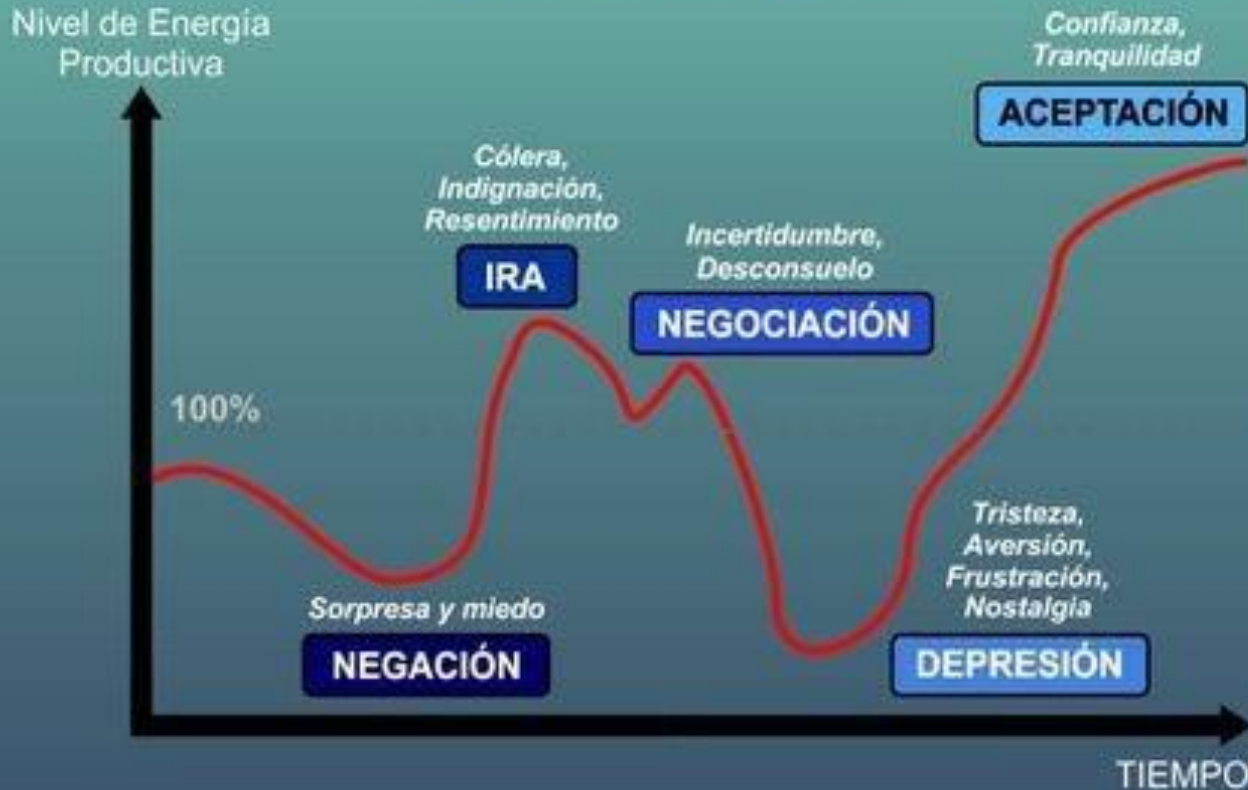 Nivel de Energía
Productiva
Confianza,
Tranquilidad
ACEPTACIÓN
Cólera,
Indignación,
Resentimiento
IRA
Incertidumbre,
Desconsuelo
NEGOCIACIÓN
100%
Tristeza,
Aversión,
Frustración,
Nostalgia
DEPRESIÓN
Sorpresa y miedo
NEGACIÓN
TIEMPO